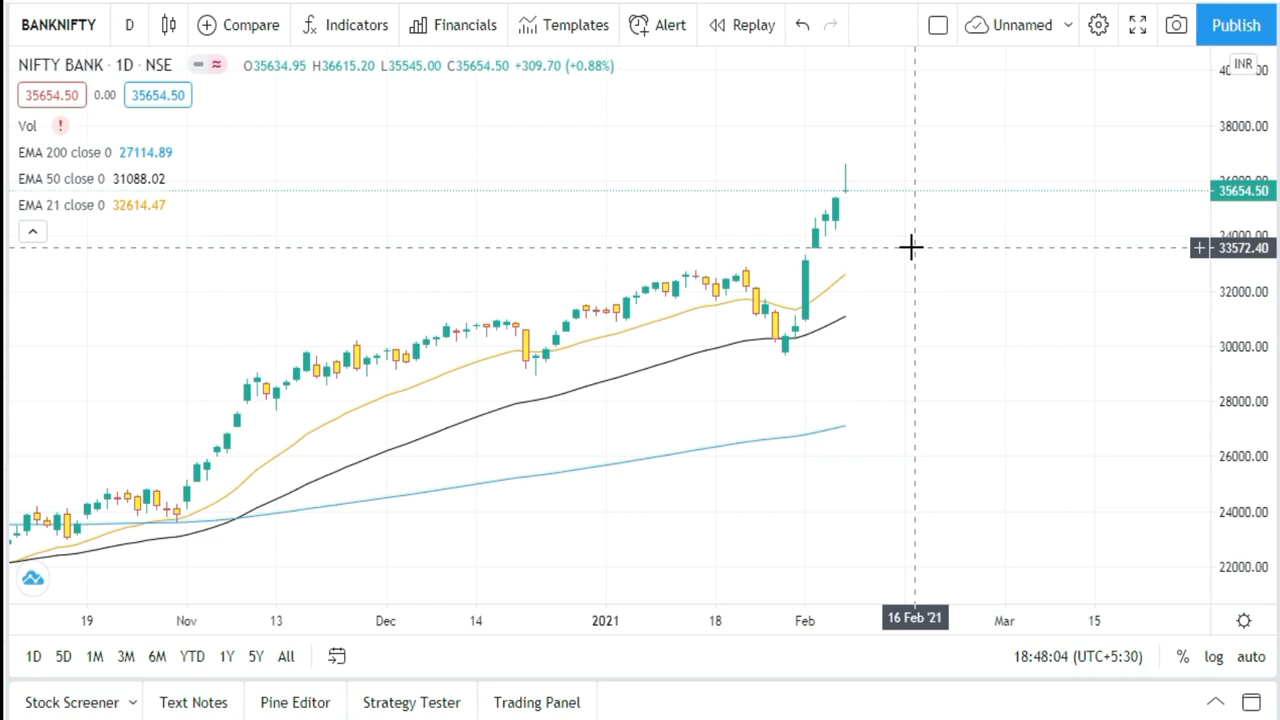 BANKNIFTY D Compare Indicators Financials Templates Alert Replay Unnamed Publish
NIFTY BANK · 1D · NSE O35634.95 H36615.20 L35545.00 C35654.50 +309.70 (+0.88%)
INR
35654.50 0.00 35654.50
Vol !
EMA 200 close 0 27114.89
EMA 50 close 0 31088.02
EMA 21 close 0 32614.47
38000.00
35654.50
34000.00
33572.40
32000.00
30000.00
28000.00
26000.00
24000.00
22000.00
19 Nov 13 Dec 14 2021 18 Feb 16 Feb '21 Mar 15
1D 5D 1M 3M 6M YTD 1Y 5Y All 18:48:04 (UTC+5:30) % log auto
Stock Screener Text Notes Pine Editor Strategy Tester Trading Panel